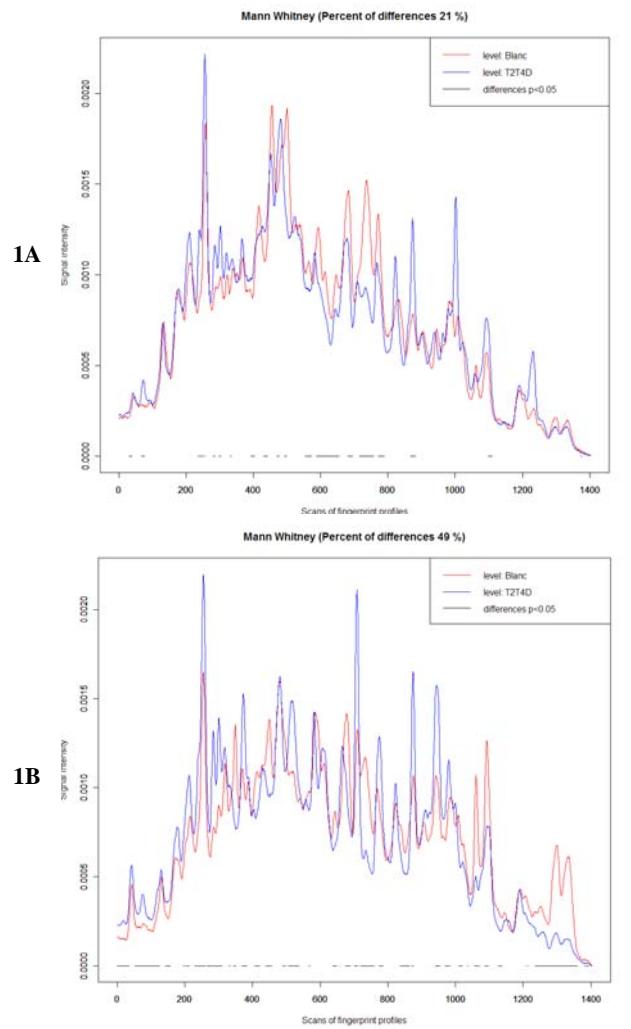 Mann Whitney (Percent of differences 21 %)
level: Blanc
level: T2T4D
differences p<0.05
1A
Signal intensity
0.0000
0.0005
0.0010
0.0015
0.0020
0 200 400 600 800 1000 1200 1400
Scans of fingerprint profiles
Mann Whitney (Percent of differences 49 %)
level: Blanc
level: T2T4D
differences p<0.05
1B
Signal intensity
0.0000
0.0005
0.0010
0.0015
0.0020
0 200 400 600 800 1000 1200 1400
Scans of fingerprint profiles